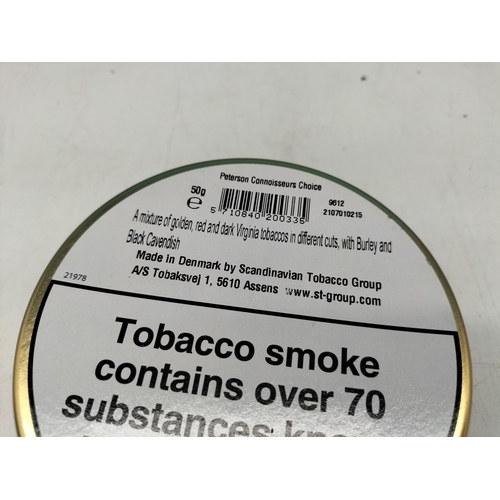 Peterson Connoisseurs Choice
50g
9612
℮
5 710840 200335
2107010215
A mixture of golden, red and dark Virginia tobaccos in different cuts, with Burley and
Black Cavendish
Made in Denmark by Scandinavian Tobacco Group
A/S Tobaksvej 1, 5610 Assens www.st-group.com
21978
Tobacco smoke
contains over 70
substances